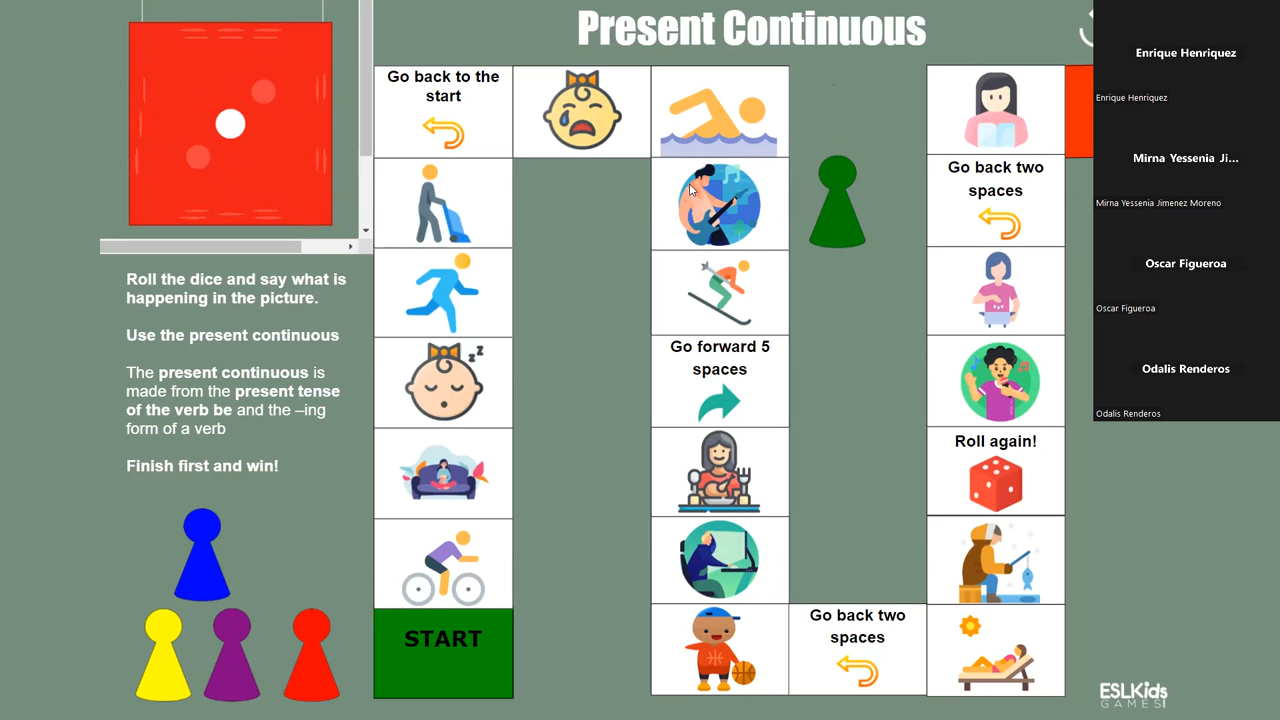 Present Continuous
Roll the dice and say what is
happening in the picture.
Use the present continuous
The present continuous is
made from the present tense
of the verb be and the –ing
form of a verb
Finish first and win!
Go back to the
start
START
Go forward 5
spaces
Go back two
spaces
Go back two
spaces
Roll again!
Enrique Henriquez
Enrique Henriquez
Mirna Yessenia Ji...
Mirna Yessenia Jimenez Moreno
Oscar Figueroa
Oscar Figueroa
Odalis Renderos
Odalis Renderos
ESLKids
GAMES!